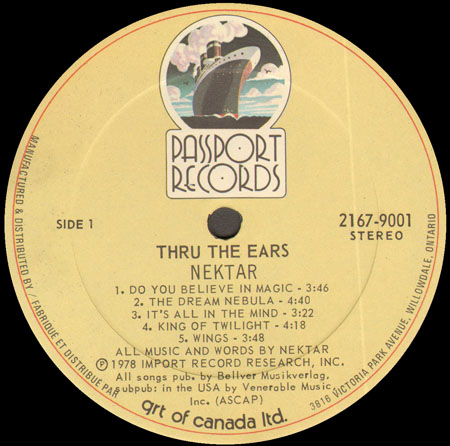 PASSPORT
RECORDS
SIDE 1
2167-9001
STEREO
THRU THE EARS
NEKTAR
1. DO YOU BELIEVE IN MAGIC - 3:46
2. THE DREAM NEBULA - 4:40
3. IT'S ALL IN THE MIND - 3:22
4. KING OF TWILIGHT - 4:18
5. WINGS - 3:48
ALL MUSIC AND WORDS BY NEKTAR
Ⓟ 1978 IMPORT RECORD RESEARCH, INC.
All songs pub. by Bellver Musikverlag.
subpub: in the USA by Venerable Music
Inc. (ASCAP)
MANUFACTURED & DISTRIBUTED BY / FABRIQUÉ ET DISTRIBUÉ PAR
qrt of canada ltd.
3816 VICTORIA PARK AVENUE, WILLOWDALE, ONTARIO